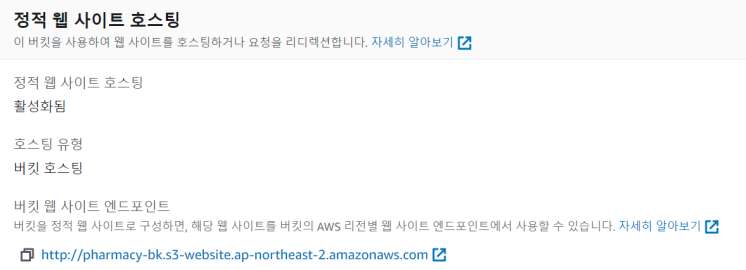 정적 웹 사이트 호스팅
이 버킷을 사용하여 웹 사이트를 호스팅하거나 요청을 리디렉션합니다. 자세히 알아보기
정적 웹 사이트 호스팅
활성화됨
호스팅 유형
버킷 호스팅
버킷 웹 사이트 엔드포인트
버킷을 정적 웹 사이트로 구성하면, 해당 웹 사이트를 버킷의 AWS 리전별 웹 사이트 엔드포인트에서 사용할 수 있습니다. 자세히 알아보기
http://pharmacy-bk.s3-website.ap-northeast-2.amazonaws.com